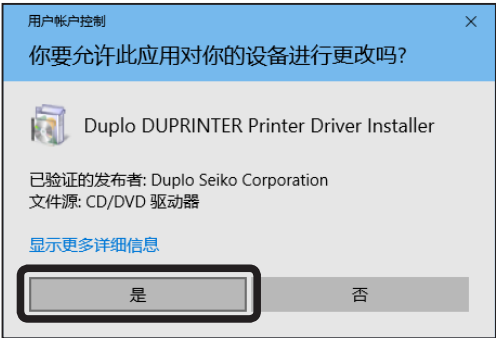 用户帐户控制
你要允许此应用对你的设备进行更改吗?
Duplo DUPRINTER Printer Driver Installer
已验证的发布者: Duplo Seiko Corporation
文件源: CD/DVD 驱动器
显示更多详细信息
是 否